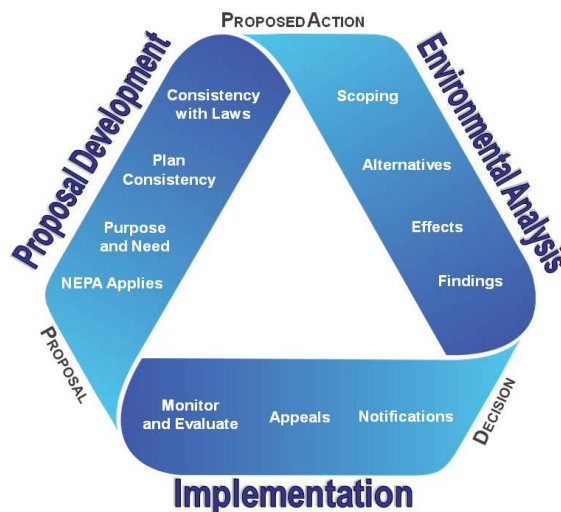 PROPOSED ACTION
Proposal Development
Environmental Analysis
Consistency
with Laws
Plan
Consistency
Purpose
and Need
NEPA Applies
Scoping
Alternatives
Effects
Findings
PROPOSAL
DECISION
Monitor
and Evaluate
Appeals
Notifications
Implementation